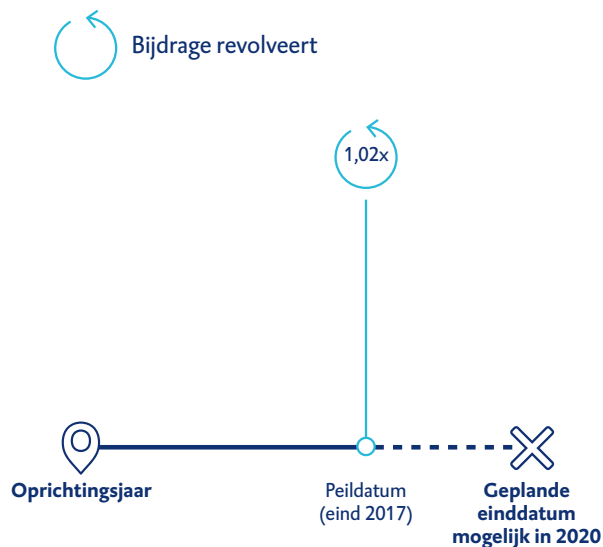 Bijdrage revolveert
1,02x
Oprichtingsjaar
Peildatum
(eind 2017)
Geplande
einddatum
mogelijk in 2020